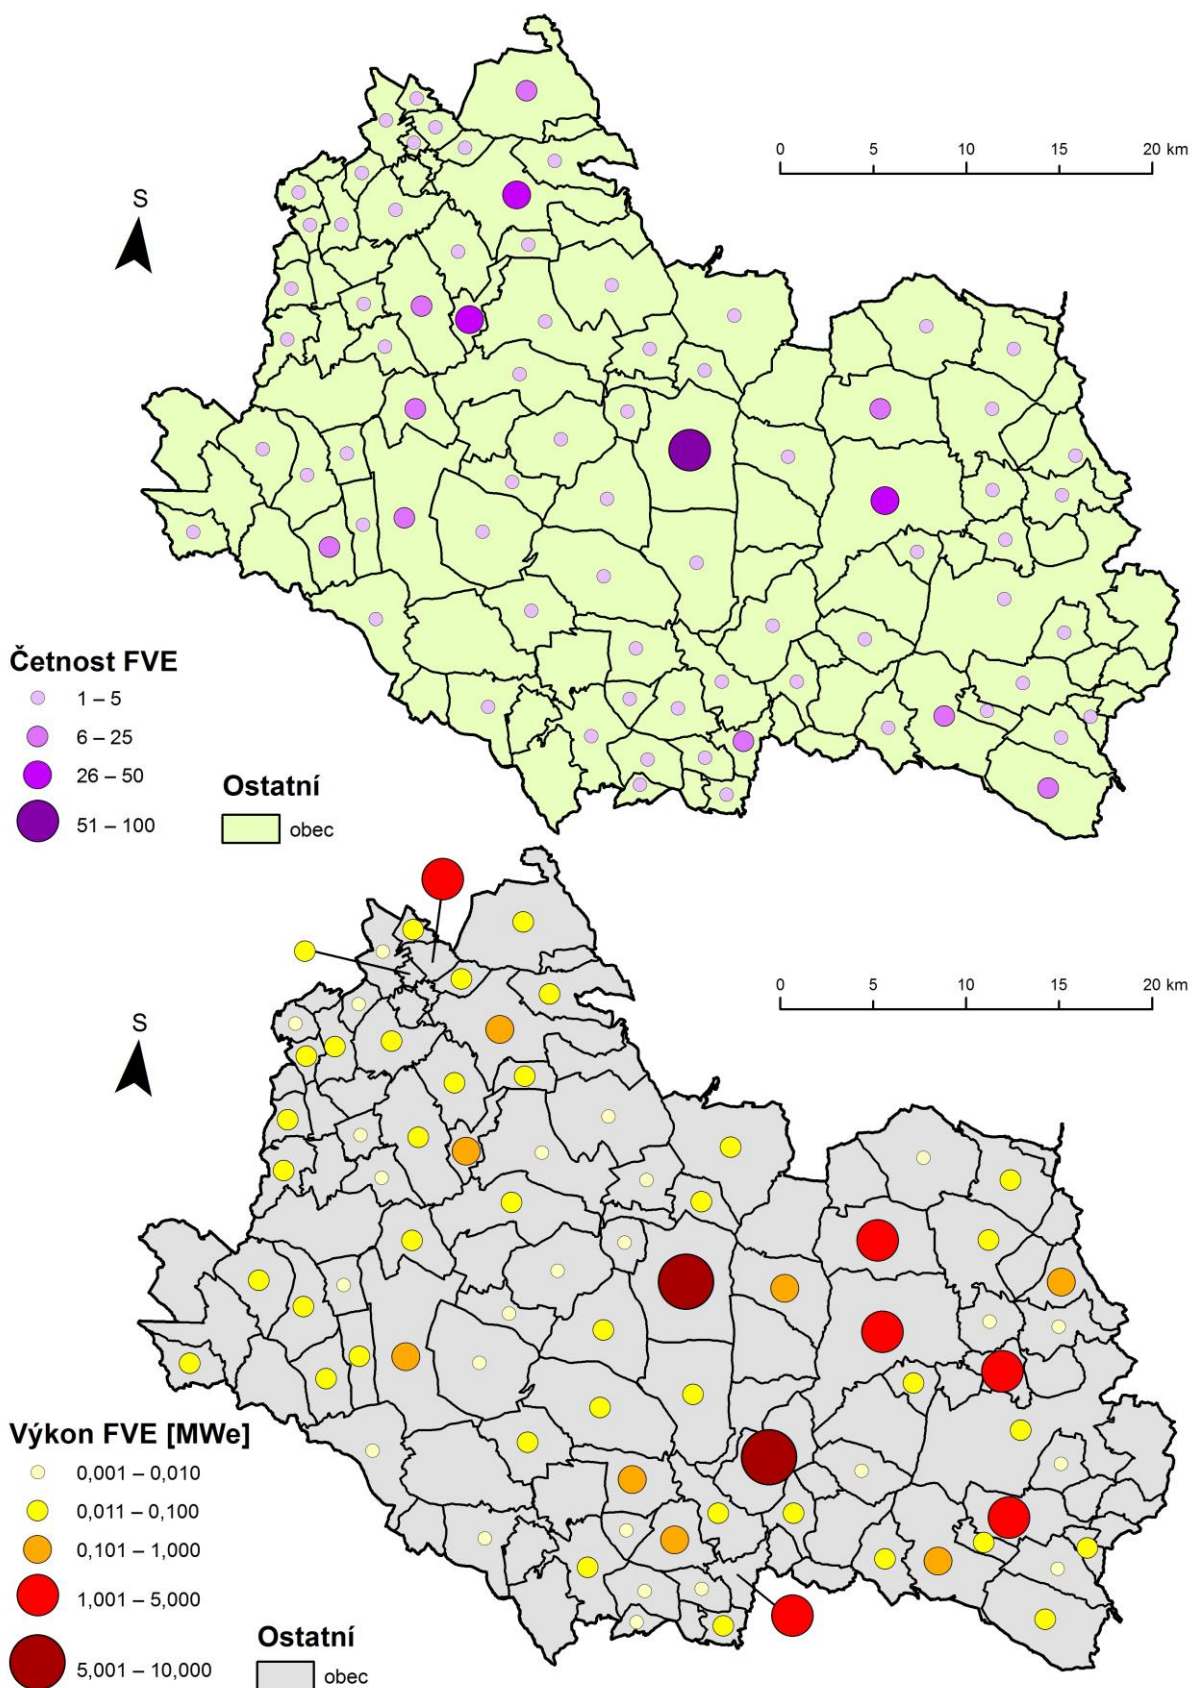 0 5 10 15 20 km
S
Četnost FVE
1 – 5
6 – 25
26 – 50
51 – 100
Ostatní
obec
0 5 10 15 20 km
S
Výkon FVE [MWe]
0,001 – 0,010
0,011 – 0,100
0,101 – 1,000
1,001 – 5,000
5,001 – 10,000
Ostatní
obec